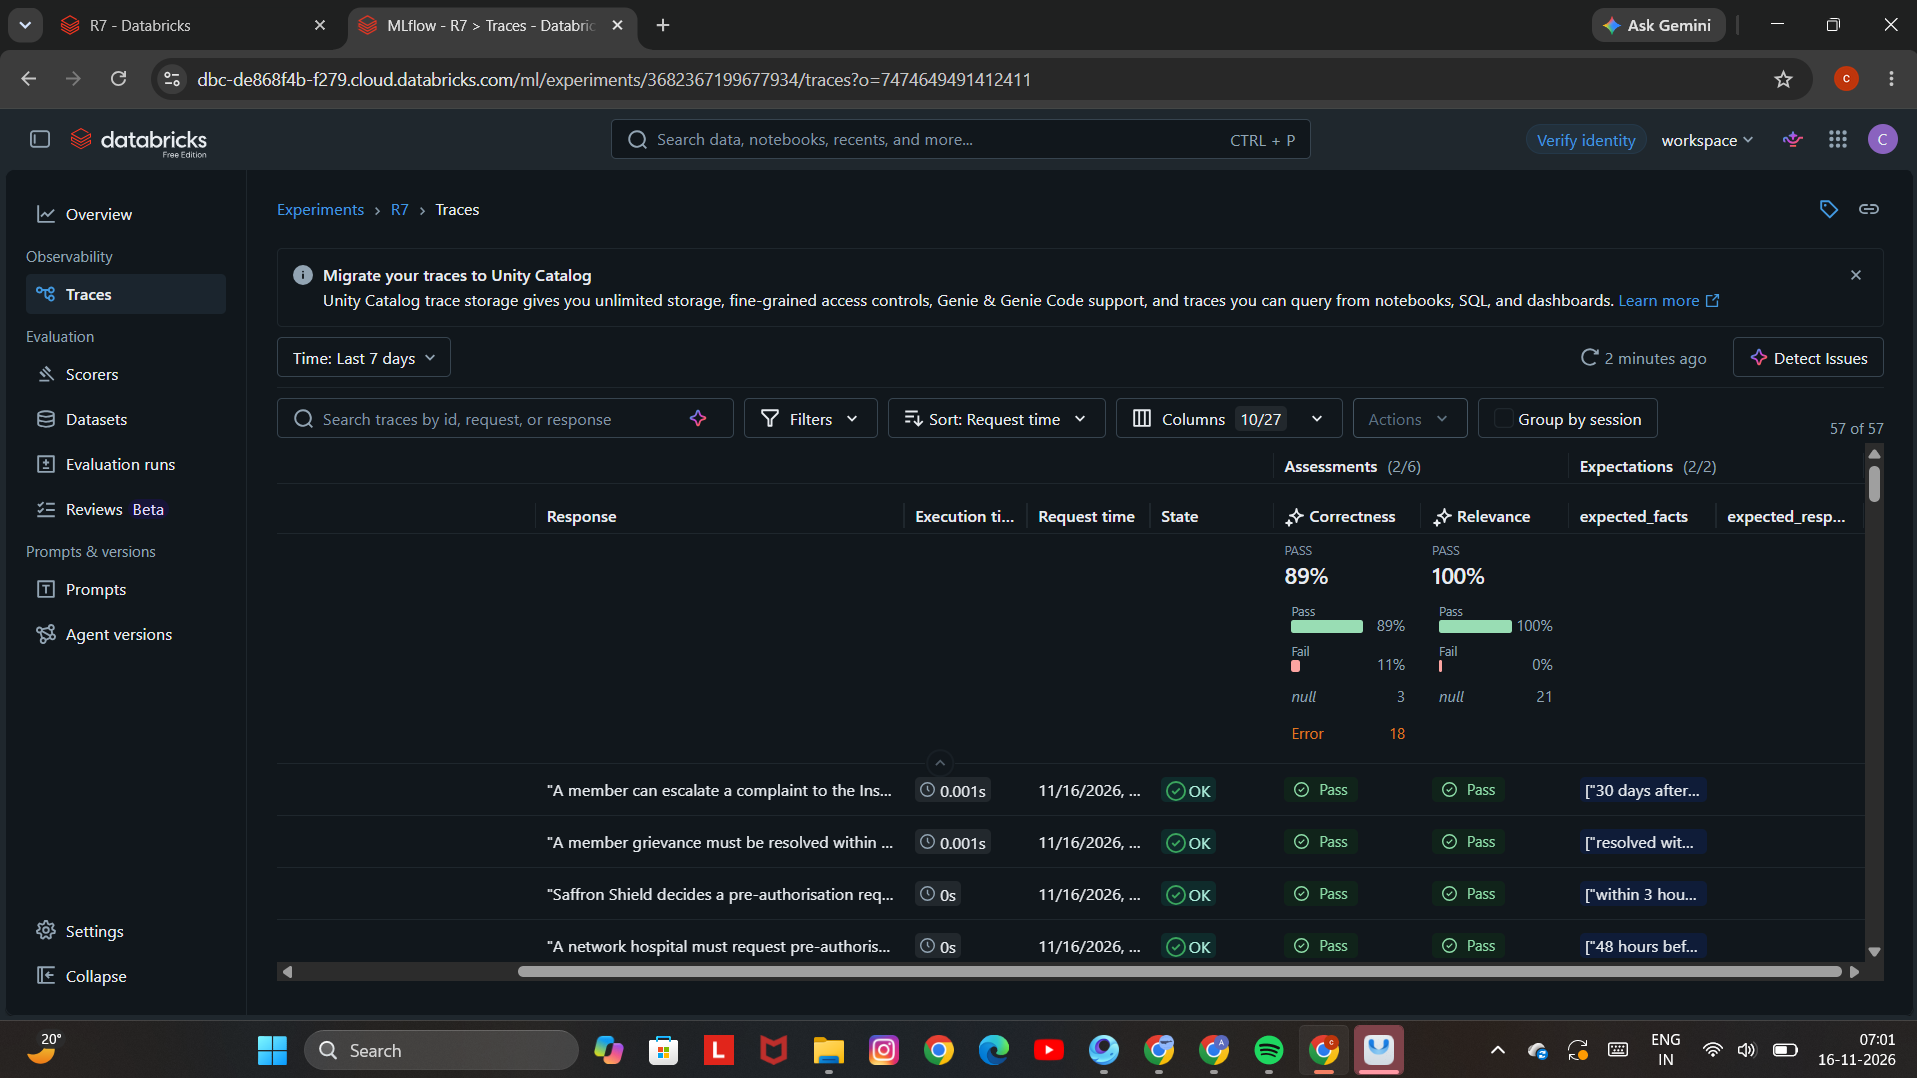 R7 - Databricks
MLflow - R7 > Traces - Databric
Ask Gemini
dbc-de868f4b-f279.cloud.databricks.com/ml/experiments/3682367199677934/traces?o=7474649491412411
C
databricks
Free Edition
Search data, notebooks, recents, and more...
CTRL + P
Verify identity
workspace
C
Overview
Observability
Traces
Evaluation
Scorers
Datasets
Evaluation runs
Reviews Beta
Prompts & versions
Prompts
Agent versions
Settings
Collapse
Experiments > R7 > Traces
Migrate your traces to Unity Catalog
Unity Catalog trace storage gives you unlimited storage, fine-grained access controls, Genie & Genie Code support, and traces you can query from notebooks, SQL, and dashboards. Learn more
Time: Last 7 days
2 minutes ago
Detect Issues
Search traces by id, request, or response
Filters
Sort: Request time
Columns 10/27
Actions
Group by session
57 of 57
Assessments (2/6)
Expectations (2/2)
Response
Execution ti...
Request time
State
Correctness
Relevance
expected_facts
expected_resp...
PASS
89%
Pass
89%
Fail
11%
null 3
Error 18
PASS
100%
Pass
100%
Fail
0%
null 21
"A member can escalate a complaint to the Ins... 0.001s 11/16/2026, ... OK Pass Pass ["30 days after...
"A member grievance must be resolved within ... 0.001s 11/16/2026, ... OK Pass Pass ["resolved wit...
"Saffron Shield decides a pre-authorisation req... 0s 11/16/2026, ... OK Pass Pass ["within 3 hou...
"A network hospital must request pre-authoris... 0s 11/16/2026, ... OK Pass Pass ["48 hours bef...
20°
Search
L
ENG
IN
07:01
16-11-2026